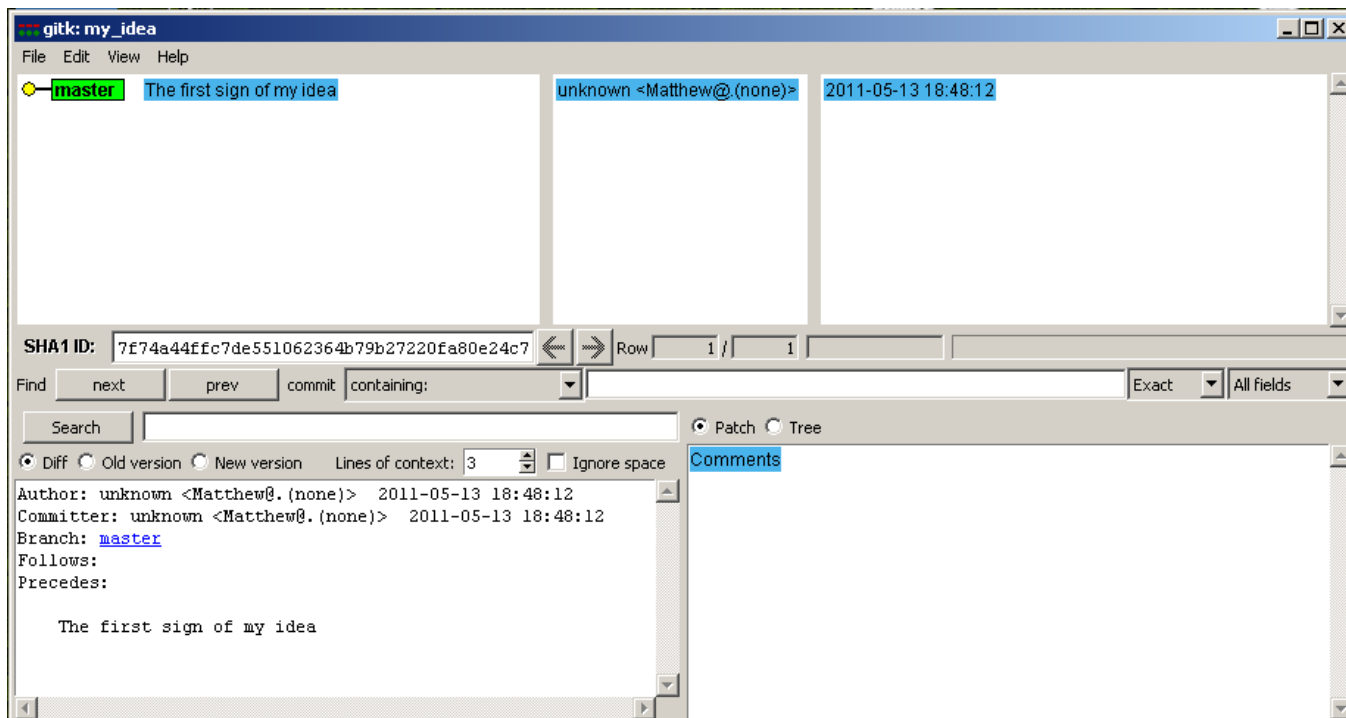 gitk: my_idea
File Edit View Help
master The first sign of my idea unknown <Matthew@.(none)> 2011-05-13 18:48:12
SHA1 ID: 7f74a44ffc7de551062364b79b27220fa80e24c7 Row 1 / 1
Find next prev commit containing: Exact All fields
Search Patch Tree
Diff Old version New version Lines of context: 3 Ignore space Comments
Author: unknown <Matthew@.(none)> 2011-05-13 18:48:12
Committer: unknown <Matthew@.(none)> 2011-05-13 18:48:12
Branch: master
Follows:
Precedes:
The first sign of my idea